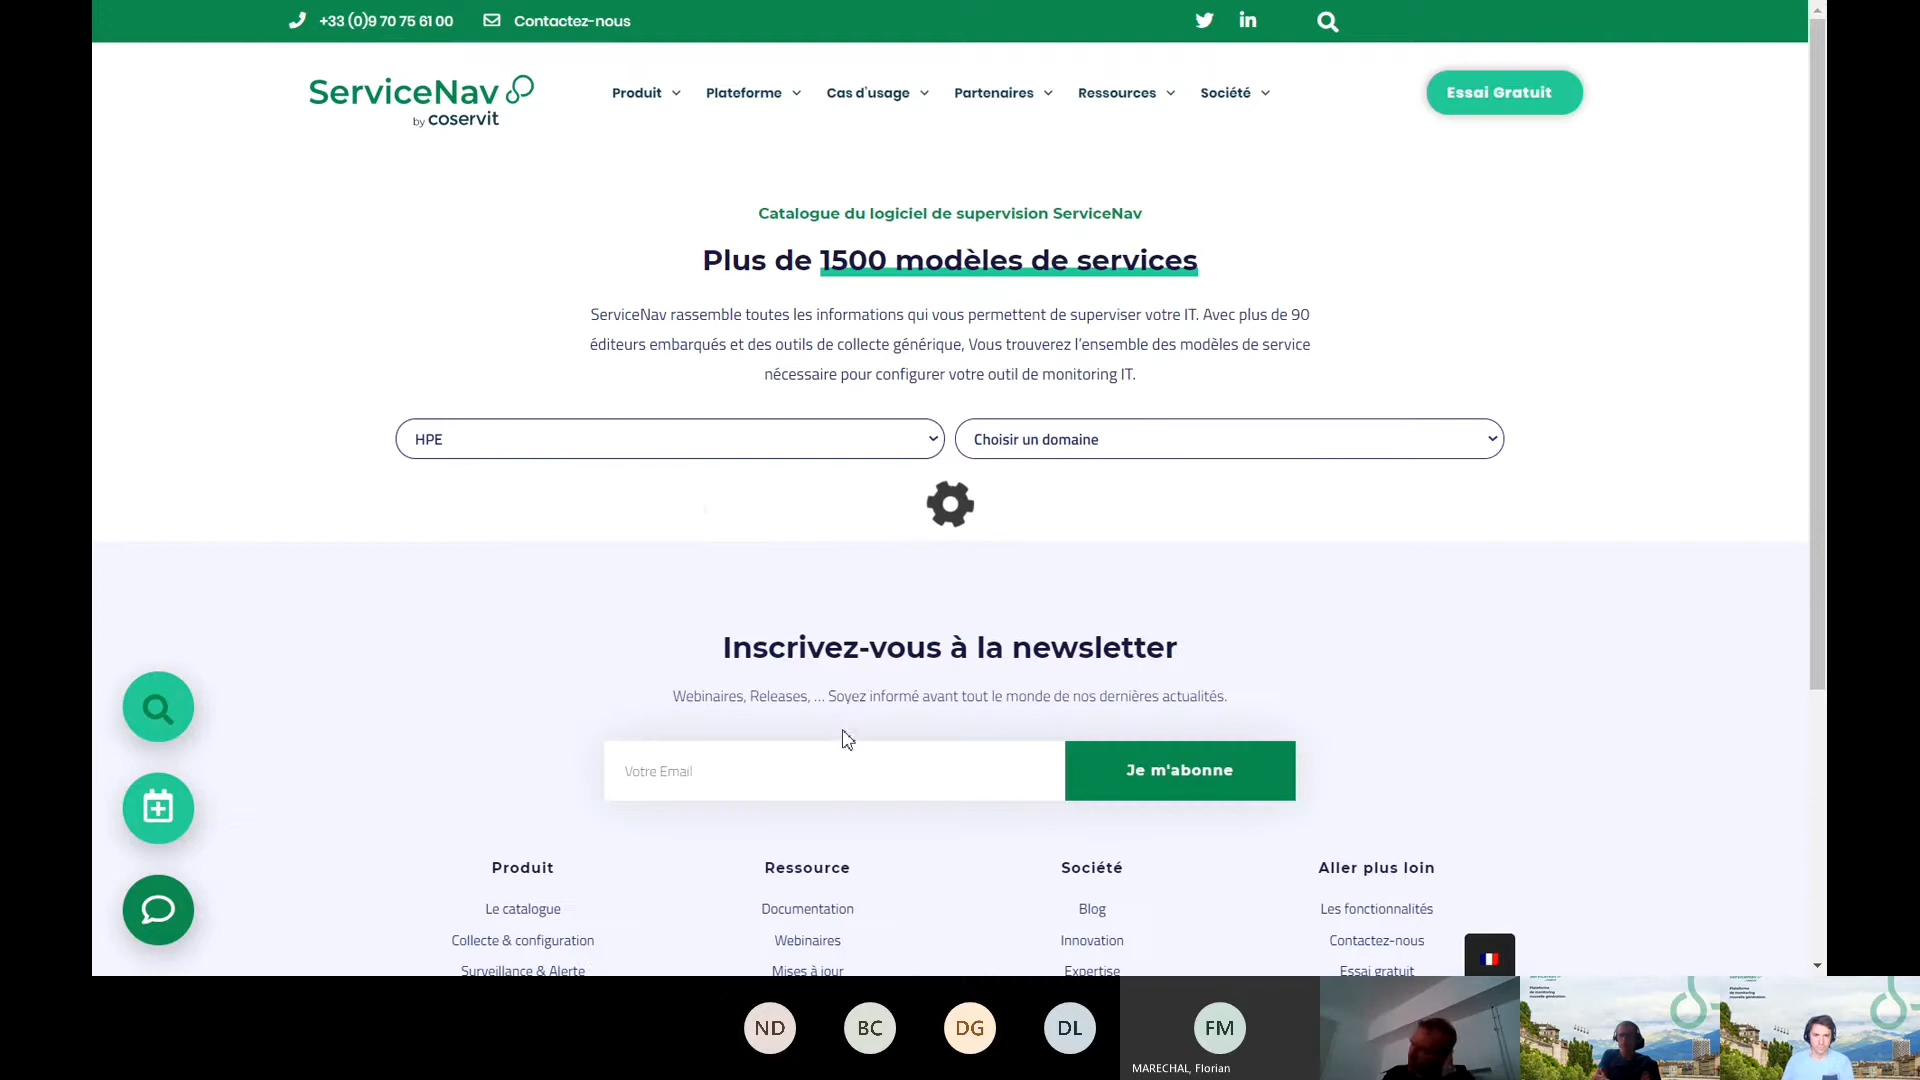 +33 (0)9 70 75 61 00
Contactez-nous
ServiceNav
by coservit
Produit
Plateforme
Cas d'usage
Partenaires
Ressources
Société
Essai Gratuit
Catalogue du logiciel de supervision ServiceNav
Plus de 1500 modèles de services
ServiceNav rassemble toutes les informations qui vous permettent de superviser votre IT. Avec plus de 90
éditeurs embarqués et des outils de collecte générique, Vous trouverez l'ensemble des modèles de service
nécessaire pour configurer votre outil de monitoring IT.
HPE
Choisir un domaine
Inscrivez-vous à la newsletter
Webinaires, Releases, ... Soyez informé avant tout le monde de nos dernières actualités.
Votre Email
Je m'abonne
Produit
Ressource
Société
Aller plus loin
Le catalogue
Documentation
Blog
Les fonctionnalités
Collecte & configuration
Webinaires
Innovation
Contactez-nous
Surveillance & Alerte
Mises à jour
Expertise
Essai gratuit
ND
BC
DG
DL
FM
MARECHAL, Florian